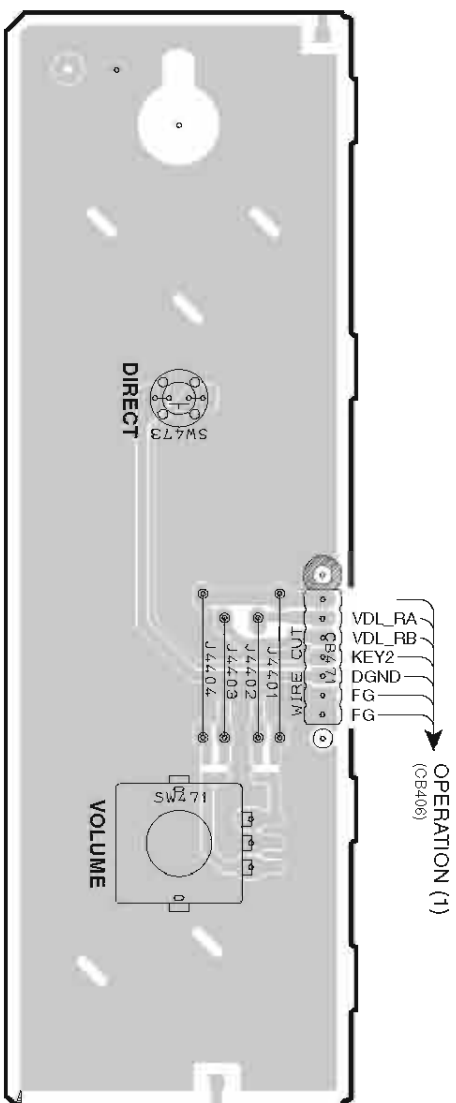 DIRECT
SW473
VDL_RA
VDL_RB
KEY2
DGND
FG
FG
CB471
WIRE CUT
J4401
J4402
J4403
J4404
OPERATION (1)
(CB406)
SW471
VOLUME